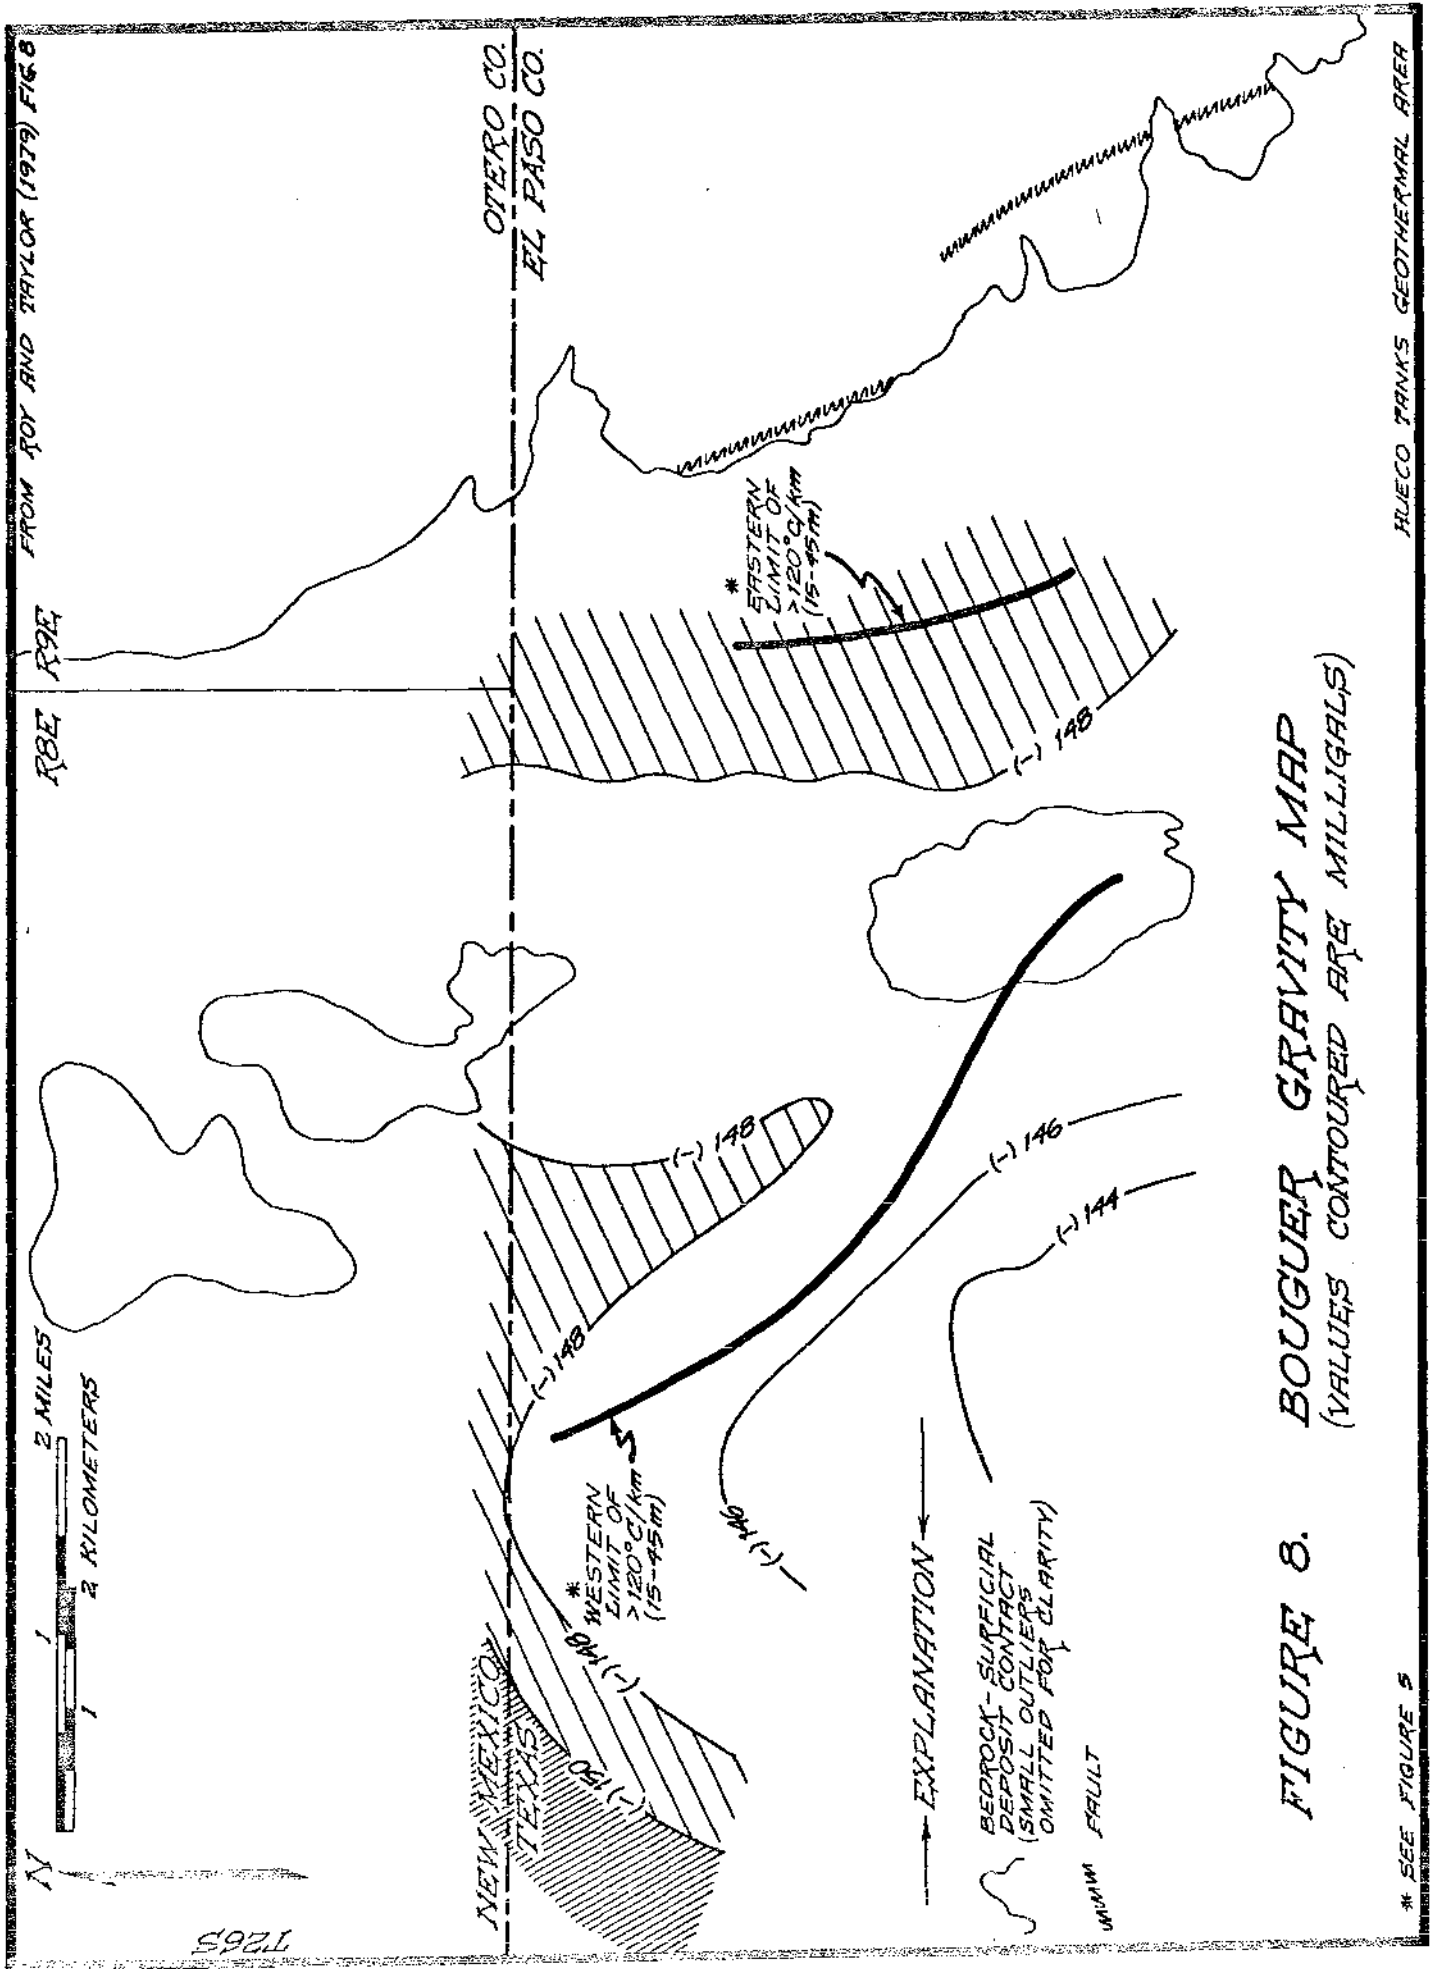 FROM ROY AND TAYLOR (1979) FIG 8
N
1
2 MILES
1
2 KILOMETERS
R8E
R9E
T26S
NEW MEXICO
TEXAS
OTERO CO.
EL PASO CO.
(-) 150
(-) 148
(-) 148
(-) 148
(-) 148
(-) 146
(-) 146
(-) 144
*
WESTERN
LIMIT OF
>120°C/km
(15-45m)
*
EASTERN
LIMIT OF
>120°C/km
(15-45m)
EXPLANATION
BEDROCK-SURFICIAL
DEPOSIT CONTACT
(SMALL OUTLIERS
OMITTED FOR CLARITY)
FAULT
FIGURE 8. BOUGUER GRAVITY MAP
(VALUES CONTOURED ARE MILLIGALS)
* SEE FIGURE 5
HUECO TANKS GEOTHERMAL AREA